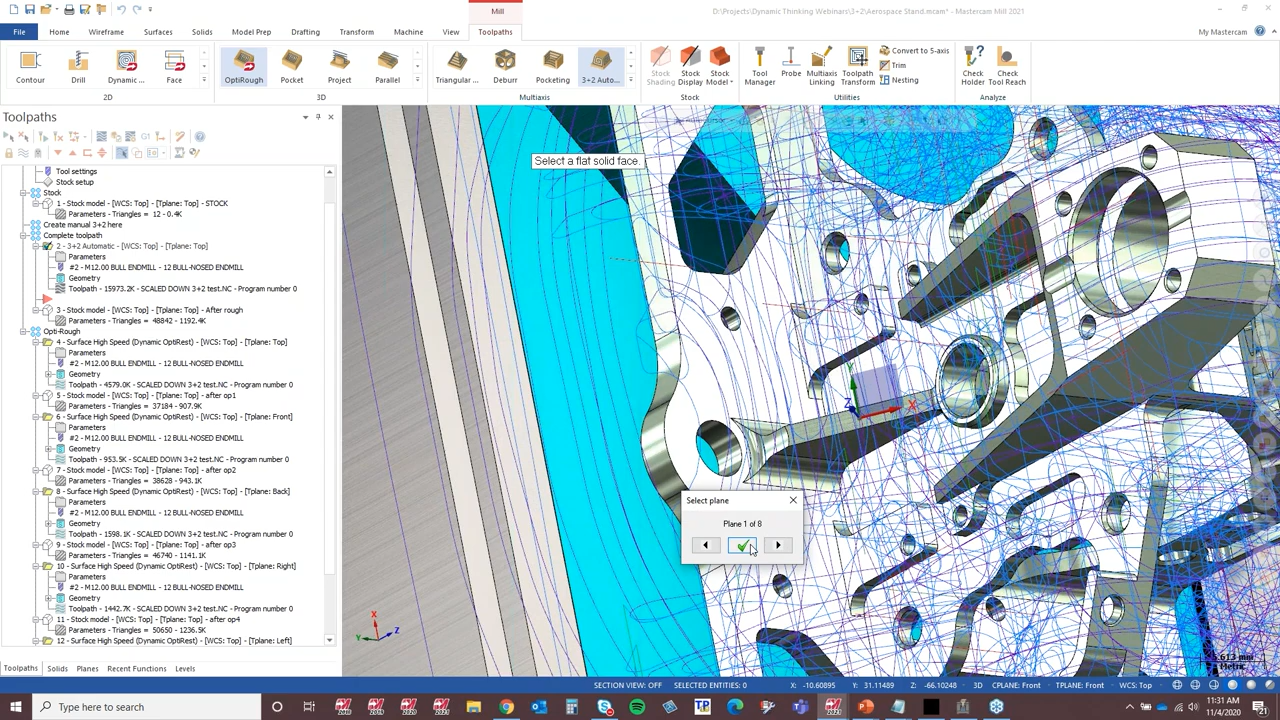 Mill
D:\Projects\Dynamic Thinking Webinars\3+2\Aerospace Stand.mcam* - Mastercam Mill 2021
File Home Wireframe Surfaces Solids Model Prep Drafting Transform Machine View Toolpaths My Mastercam
Contour Drill Dynamic ... Face
2D
OptiRough Pocket Project Parallel
3D
Triangular ... Deburr Pocketing 3+2 Auto...
Multiaxis
Stock Shading Stock Display Stock Model
Stock
Tool Manager Probe Multiaxis Linking Toolpath Transform Convert to 5-axis Trim Nesting
Utilities
Check Holder Check Tool Reach
Analyze
Toolpaths
G1
Tool settings
Stock setup
Stock
1 - Stock model - [WCS: Top] - [Tplane: Top] - STOCK
Parameters - Triangles = 12 - 0.4K
Create manual 3+2 here
Complete toolpath
2 - 3+2 Automatic - [WCS: Top] - [Tplane: Top]
Parameters
#2 - M12.00 BULL ENDMILL - 12 BULL-NOSED ENDMILL
Geometry
Toolpath - 15973.2K - SCALED DOWN 3+2 test.NC - Program number 0
3 - Stock model - [WCS: Top] - [Tplane: Top] - After rough
Parameters - Triangles = 48842 - 1192.4K
Opti-Rough
4 - Surface High Speed (Dynamic OptiRest) - [WCS: Top] - [Tplane: Top]
Parameters
#2 - M12.00 BULL ENDMILL - 12 BULL-NOSED ENDMILL
Geometry
Toolpath - 4579.0K - SCALED DOWN 3+2 test.NC - Program number 0
5 - Stock model - [WCS: Top] - [Tplane: Top] - after op1
Parameters - Triangles = 37184 - 907.9K
6 - Surface High Speed (Dynamic OptiRest) - [WCS: Top] - [Tplane: Front]
Parameters
#2 - M12.00 BULL ENDMILL - 12 BULL-NOSED ENDMILL
Geometry
Toolpath - 953.5K - SCALED DOWN 3+2 test.NC - Program number 0
7 - Stock model - [WCS: Top] - [Tplane: Top] - after op2
Parameters - Triangles = 38628 - 943.1K
8 - Surface High Speed (Dynamic OptiRest) - [WCS: Top] - [Tplane: Back]
Parameters
#2 - M12.00 BULL ENDMILL - 12 BULL-NOSED ENDMILL
Geometry
Toolpath - 1598.1K - SCALED DOWN 3+2 test.NC - Program number 0
9 - Stock model - [WCS: Top] - [Tplane: Top] - after op3
Parameters - Triangles = 46740 - 1141.1K
10 - Surface High Speed (Dynamic OptiRest) - [WCS: Top] - [Tplane: Right]
Parameters
#2 - M12.00 BULL ENDMILL - 12 BULL-NOSED ENDMILL
Geometry
Toolpath - 1442.7K - SCALED DOWN 3+2 test.NC - Program number 0
11 - Stock model - [WCS: Top] - [Tplane: Top] - after op4
Parameters - Triangles = 50650 - 1236.5K
12 - Surface High Speed (Dynamic OptiRest) - [WCS: Top] - [Tplane: Left]
Toolpaths Solids Planes Recent Functions Levels
Select a flat solid face.
Y
Z X
Select plane
Plane 1 of 8
X
Y Z
5.613 mm
Metric
SECTION VIEW: OFF SELECTED ENTITIES: 0 X: -10.60895 Y: 31.11489 Z: -66.10248 3D CPLANE: Front TPLANE: Front WCS: Top
Type here to search
2018 2019 2020 2021
11:31 AM
11/4/2020